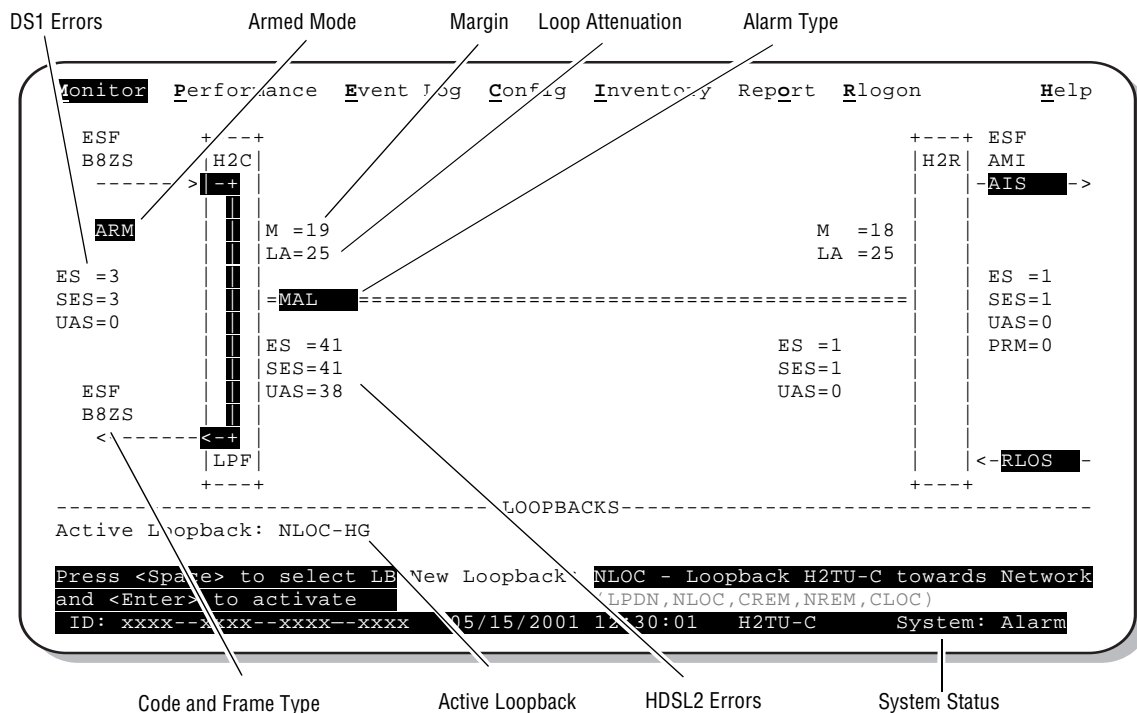 DS1 Errors Armed Mode Margin Loop Attenuation Alarm Type
Monitor Performance Event Log Config Inventory Report Rlogon Help
ESF +---+ +---+ ESF
B8ZS |H2C| |H2R| AMI
------>|-+| | |-AIS ->
ARM M =19 M =18
LA=25 LA =25
ES =3 ES =1
SES=3 =MAL ========================================| SES=1
UAS=0 UAS=0
ES =41 ES =1 PRM=0
SES=41 SES=1
ESF UAS=38 UAS=0
B8ZS
<------<-+
|LPF| <-RLOS -
+---+ +---+
------------------------------LOOPBACKS---------------------------------
Active Loopback: NLOC-HG
Press <Space> to select LB New Loopback: NLOC - Loopback H2TU-C towards Network
and <Enter> to activate (LPDN,NLOC,CREM,NREM,CLOC)
ID: xxxx--xxxx--xxxx--xxxx 05/15/2001 12:30:01 H2TU-C System: Alarm
Code and Frame Type Active Loopback HDSL2 Errors System Status